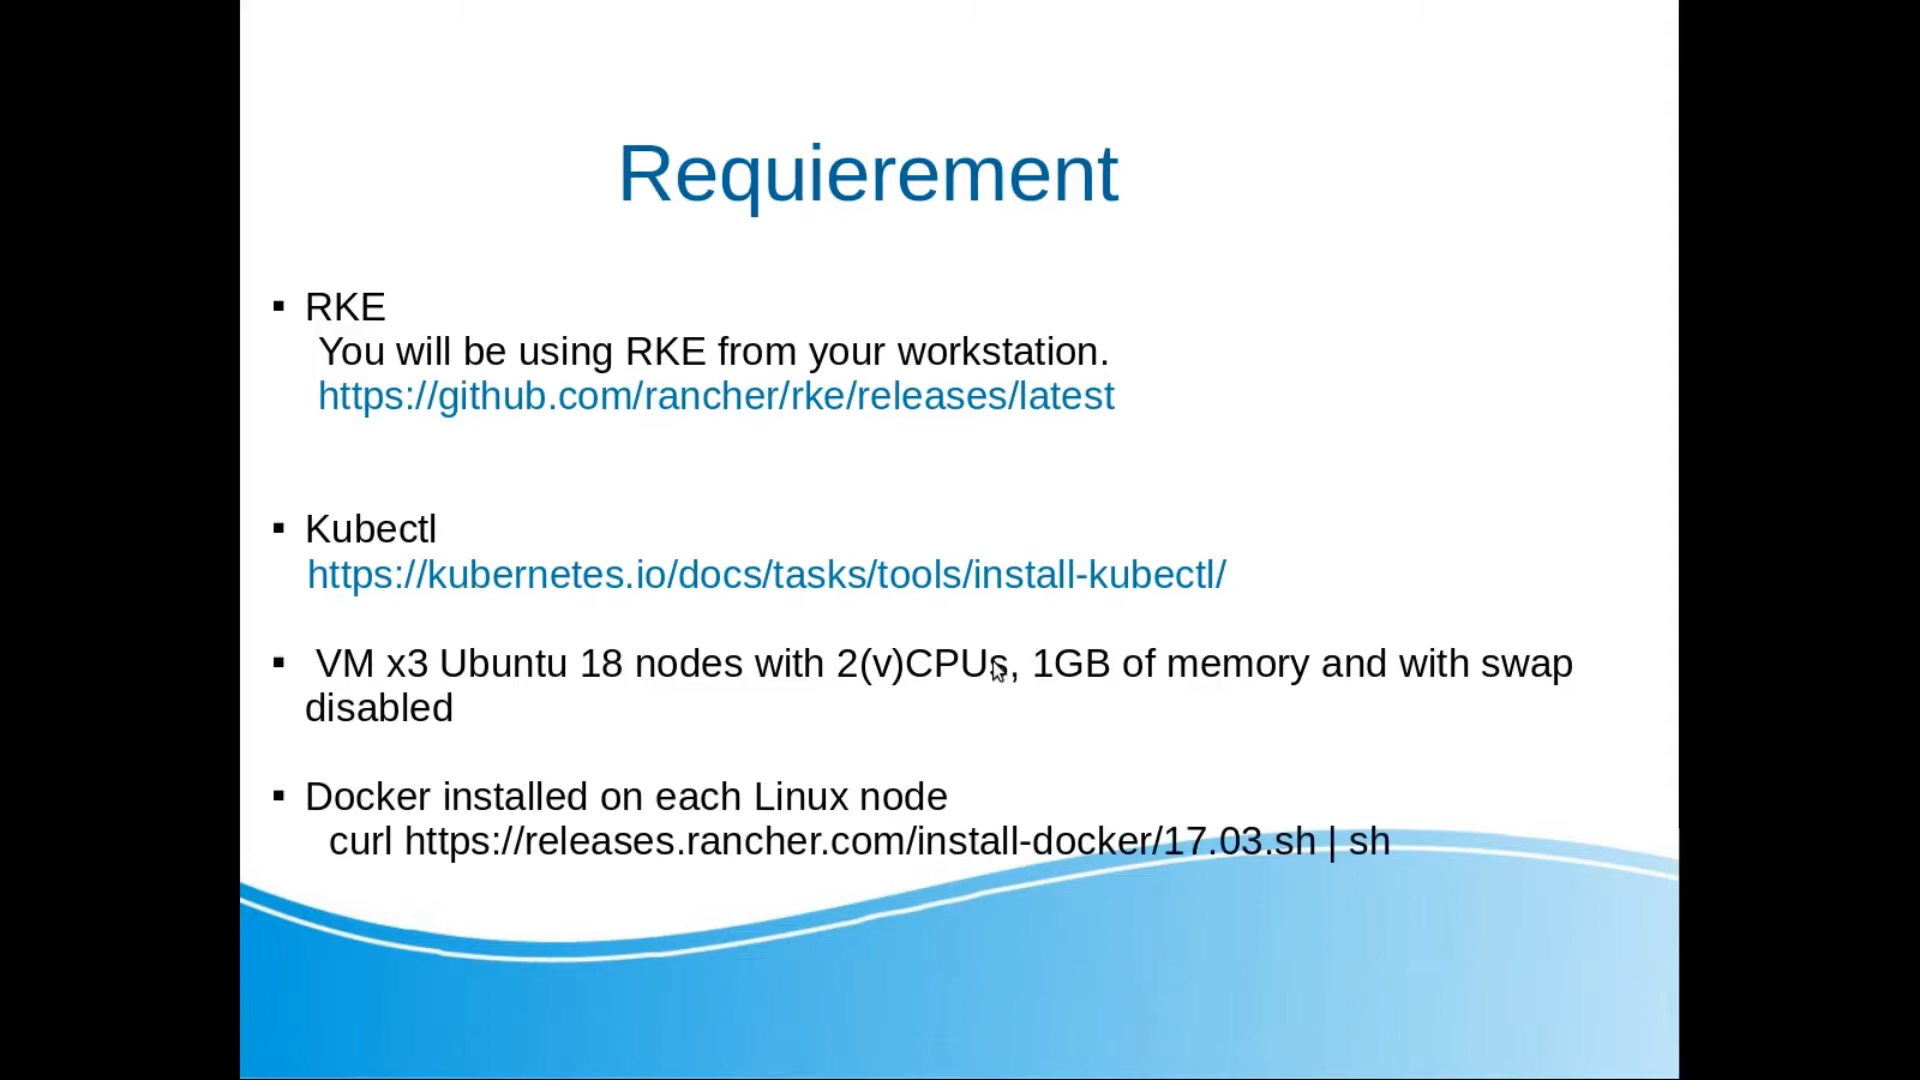 Requierement
▪ RKE
You will be using RKE from your workstation.
https://github.com/rancher/rke/releases/latest
▪ Kubectl
https://kubernetes.io/docs/tasks/tools/install-kubectl/
▪ VM x3 Ubuntu 18 nodes with 2(v)CPUs, 1GB of memory and with swap
disabled
▪ Docker installed on each Linux node
curl https://releases.rancher.com/install-docker/17.03.sh | sh